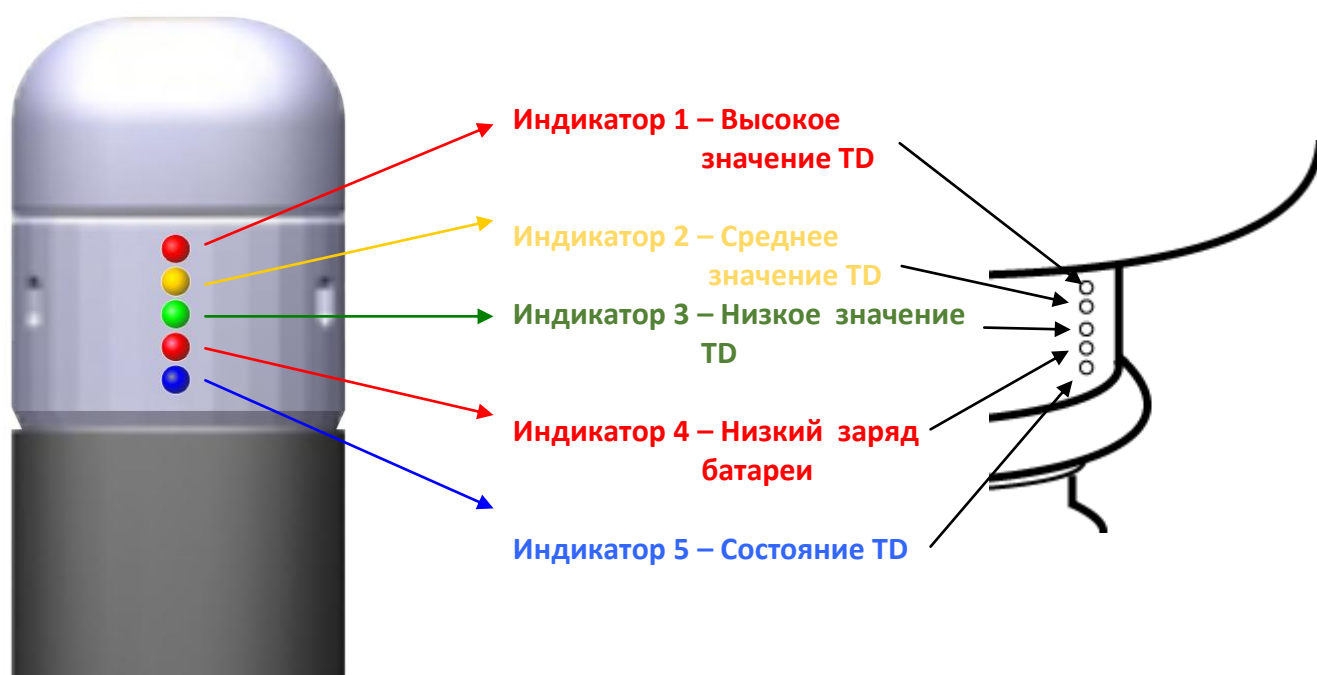 Индикатор 1 – Высокое
значение TD
Индикатор 2 – Среднее
значение TD
Индикатор 3 – Низкое значение
TD
Индикатор 4 – Низкий заряд
батареи
Индикатор 5 – Состояние TD